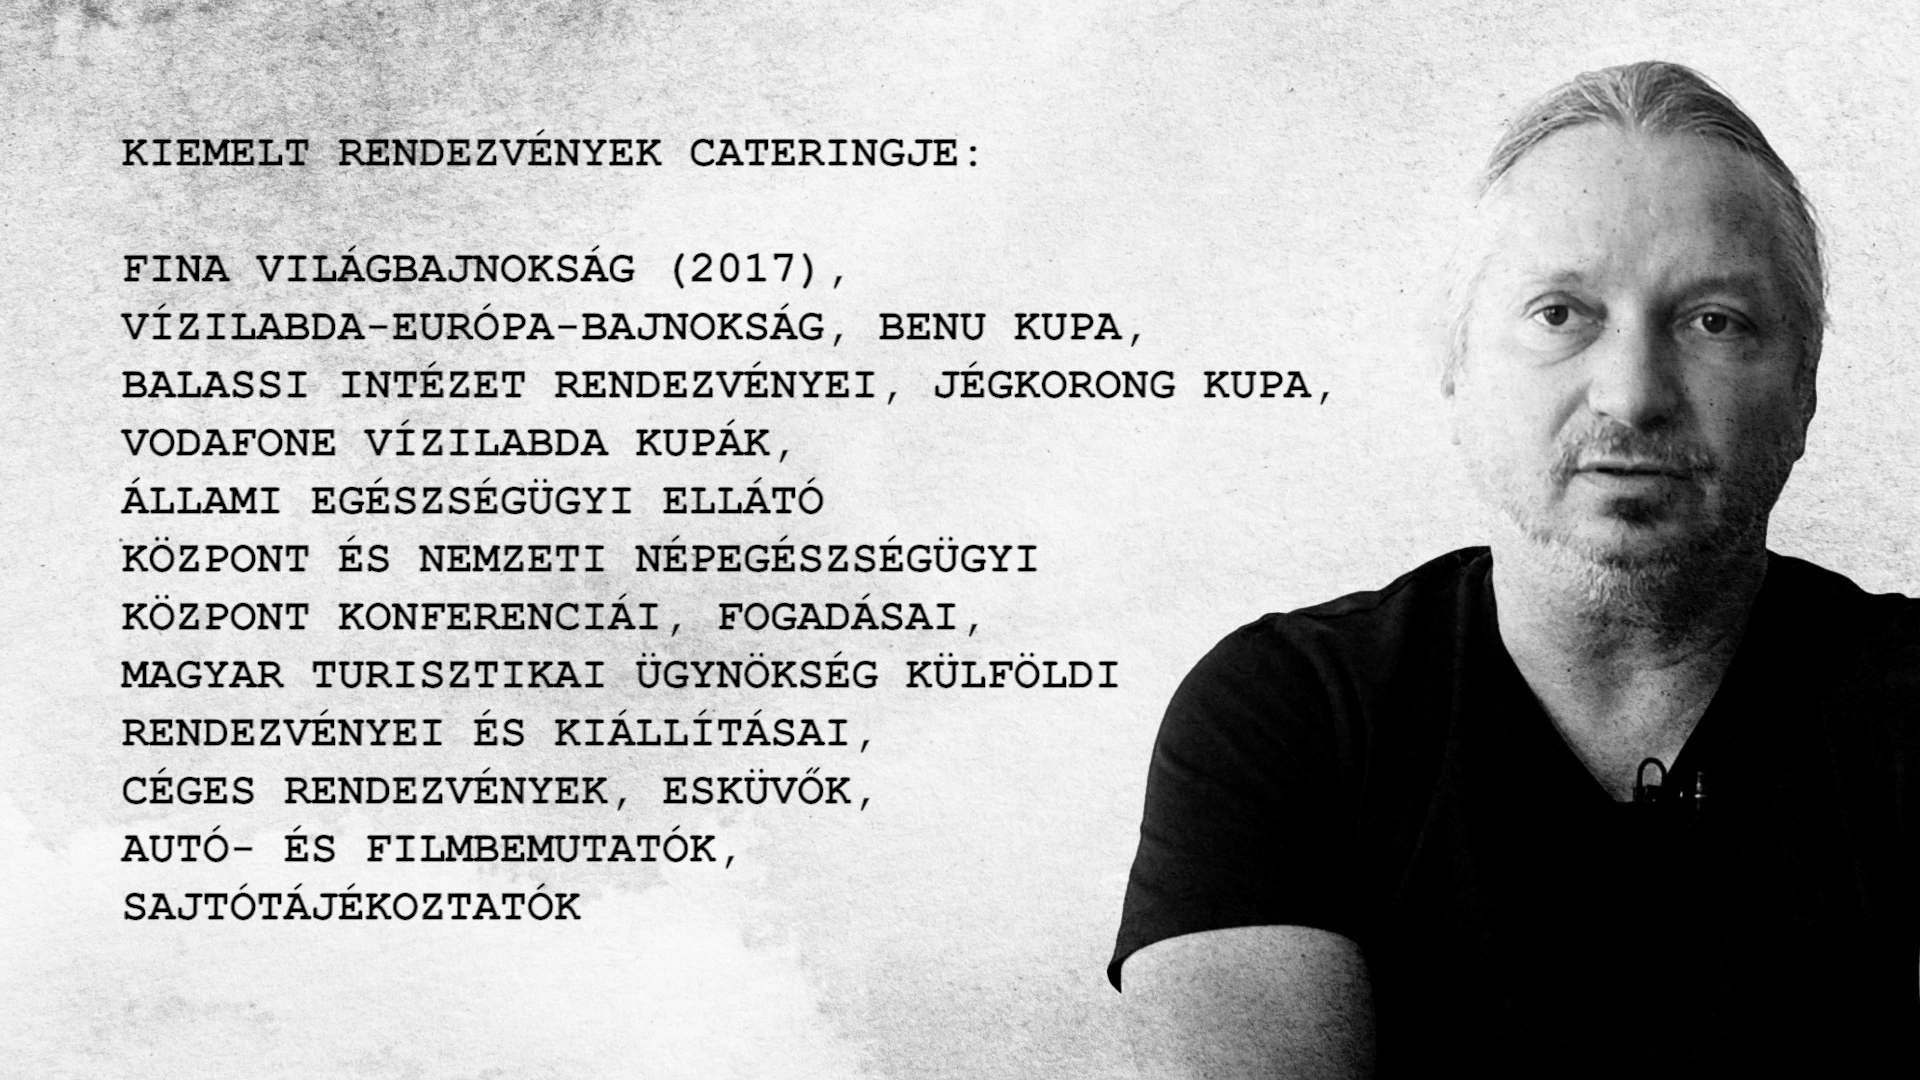 KIEMELT RENDEZVÉNYEK CATERINGJE:
FINA VILÁGBAJNOKSÁG (2017),
VÍZILABDA-EURÓPA-BAJNOKSÁG, BENU KUPA,
BALASSI INTÉZET RENDEZVÉNYEI, JÉGKORONG KUPA,
VODAFONE VÍZILABDA KUPÁK,
ÁLLAMI EGÉSZSÉGÜGYI ELLÁTÓ
KÖZPONT ÉS NEMZETI NÉPEGÉSZSÉGÜGYI
KÖZPONT KONFERENCIÁI, FOGADÁSAI,
MAGYAR TURISZTIKAI ÜGYNÖKSÉG KÜLFÖLDI
RENDEZVÉNYEI ÉS KIÁLLÍTÁSAI,
CÉGES RENDEZVÉNYEK, ESKÜVŐK,
AUTÓ- ÉS FILMBEMUTATÓK,
SAJTÓTÁJÉKOZTATÓK